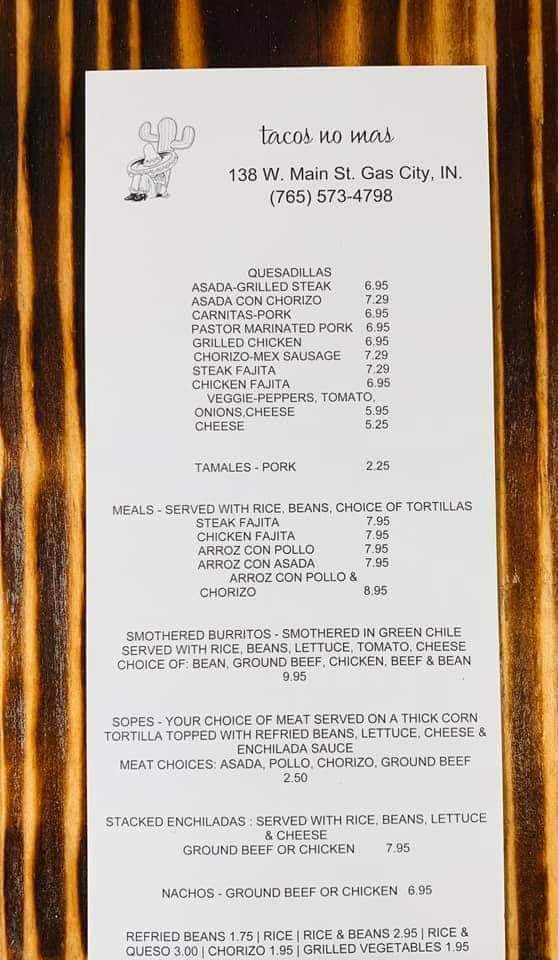 tacos no mas
138 W. Main St. Gas City, IN.
(765) 573-4798
QUESADILLAS
ASADA-GRILLED STEAK 6.95
ASADA CON CHORIZO 7.29
CARNITAS-PORK 6.95
PASTOR MARINATED PORK 6.95
GRILLED CHICKEN 6.95
CHORIZO-MEX SAUSAGE 7.29
STEAK FAJITA 7.29
CHICKEN FAJITA 6.95
VEGGIE-PEPPERS, TOMATO,
ONIONS,CHEESE 5.95
CHEESE 5.25
TAMALES - PORK 2.25
MEALS - SERVED WITH RICE, BEANS, CHOICE OF TORTILLAS
STEAK FAJITA 7.95
CHICKEN FAJITA 7.95
ARROZ CON POLLO 7.95
ARROZ CON ASADA 7.95
ARROZ CON POLLO &
CHORIZO 8.95
SMOTHERED BURRITOS - SMOTHERED IN GREEN CHILE
SERVED WITH RICE, BEANS, LETTUCE, TOMATO, CHEESE
CHOICE OF: BEAN, GROUND BEEF, CHICKEN, BEEF & BEAN
9.95
SOPES - YOUR CHOICE OF MEAT SERVED ON A THICK CORN
TORTILLA TOPPED WITH REFRIED BEANS, LETTUCE, CHEESE &
ENCHILADA SAUCE
MEAT CHOICES: ASADA, POLLO, CHORIZO, GROUND BEEF
2.50
STACKED ENCHILADAS : SERVED WITH RICE, BEANS, LETTUCE
& CHEESE
GROUND BEEF OR CHICKEN 7.95
NACHOS - GROUND BEEF OR CHICKEN 6.95
REFRIED BEANS 1.75 | RICE | RICE & BEANS 2.95 | RICE &
QUESO 3.00 | CHORIZO 1.95 | GRILLED VEGETABLES 1.95